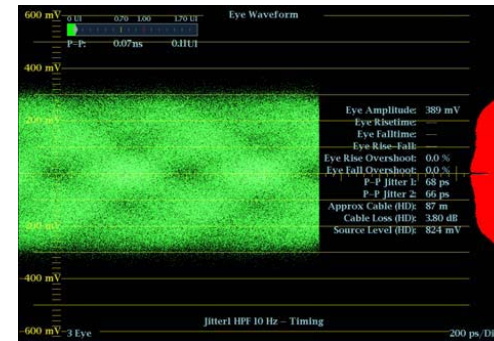 600 mV
Eye Waveform
0 UI 0.70 1.00 1.70 UI
P-P: 0.07ns 0.11UI
400 mV
200 mV
Eye Amplitude: 389 mV
Eye Risetime: —
Eye Falltime: —
Eye Rise-Fall:
Eye Rise Overshoot: 0.0 %
Eye Fall Overshoot: 0.0 %
P-P Jitter 1: 68 ps
P-P Jitter 2: 66 ps
Approx Cable (HD): 87 m
Cable Loss (HD): 3.80 dB
Source Level (HD): 824 mV
-200 mV
-400 mV
Jitter1 HPF 10 Hz – Timing
-600 mV 3 Eye
200 ps/DI